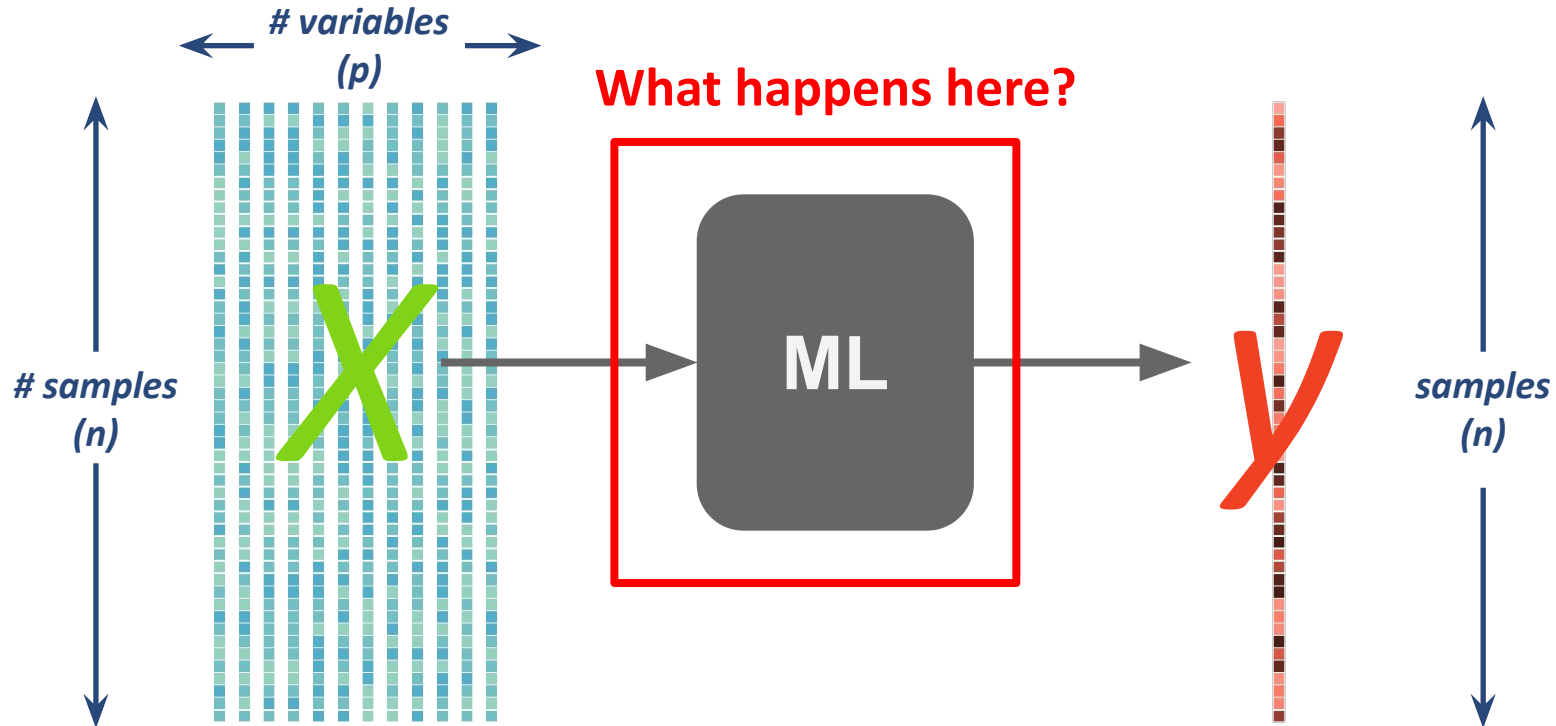 # variables
(p)
What happens here?
# samples
(n)
X
ML
y
samples
(n)